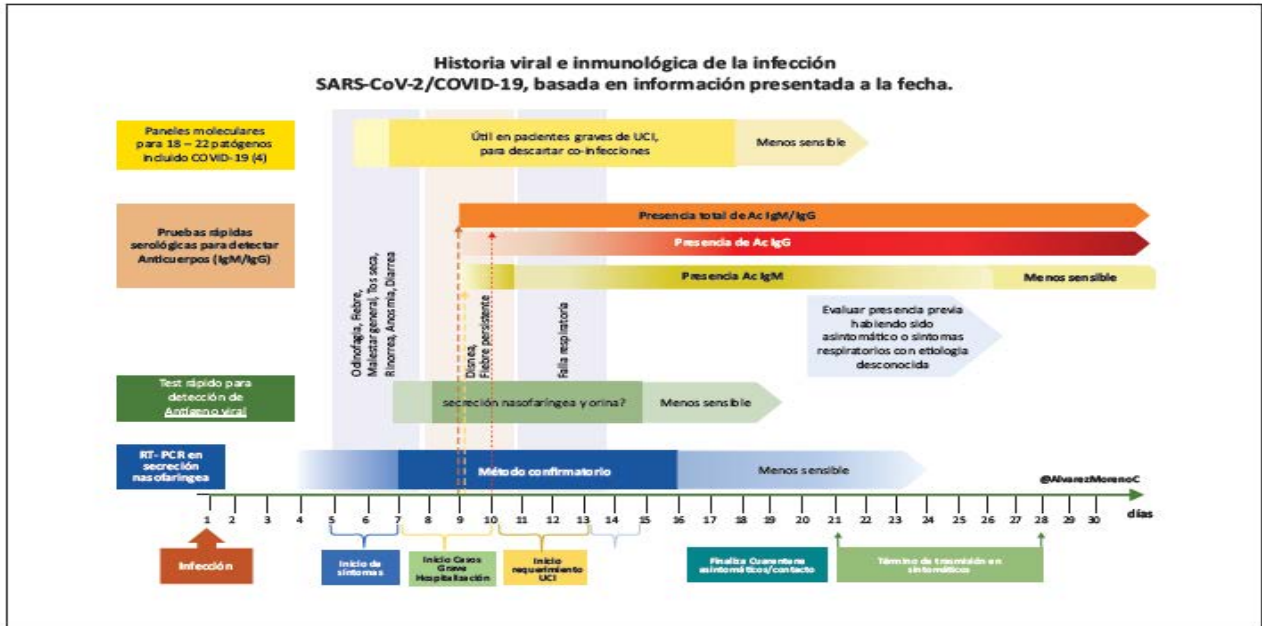 Historia viral e inmunológica de la infección
SARS-CoV-2/COVID-19, basada en información presentada a la fecha.
Paneles moleculares
para 18 – 22 patógenos
incluido COVID-19 (4)
Útil en pacientes graves de UCI,
para descartar co-infecciones
Menos sensible
Pruebas rápidas
serológicas para detectar
Anticuerpos (IgM/IgG)
Presencia total de Ac IgM/IgG
Presencia de Ac IgG
Presencia Ac IgM
Menos sensible
Odinofagia, Fiebre,
Malestar general, Tos seca,
Rinorrea, Anosmia, Diarrea
Disnea,
Fiebre persistente
Falla respiratoria
Evaluar presencia previa
habiendo sido
asintomático o sintomas
respiratorios con etiología
desconocida
Test rápido para
detección de
Antígeno viral
secreción nasofaríngea y orina?
Menos sensible
RT- PCR en
secreción
nasofaríngea
Método confirmatorio
Menos sensible
@AlvarezMorenoC
1 2 3 4 5 6 7 8 9 10 11 12 13 14 15 16 17 18 19 20 21 22 23 24 25 26 27 28 29 30 días
Infección
Inicio de
síntomas
Inicio Casos
Grave
Hospitalización
Inicio
requerimiento
UCI
Finaliza Cuarentena
asintomáticos/contacto
Término de trasmisión en
sintomáticos